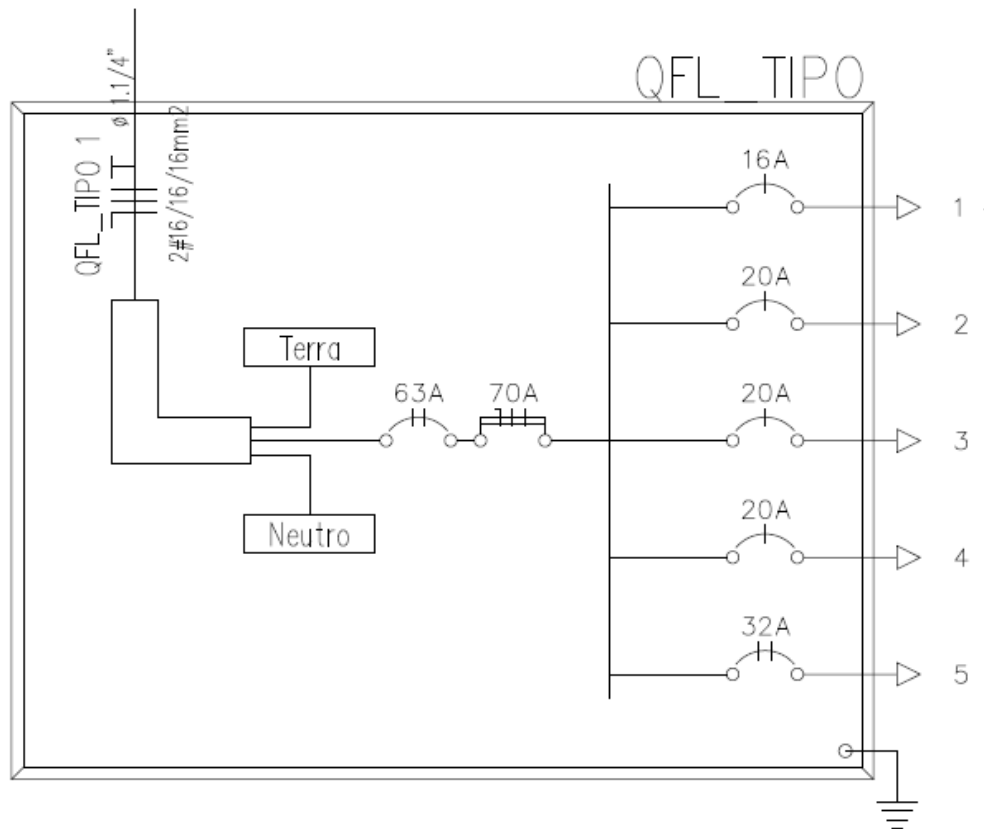 QFL_TIPO
ø 1.1/4"
QFL_TIPO 1
2#16/16/16mm2
Terra
Neutro
63A
70A
16A
1
20A
2
20A
3
20A
4
32A
5